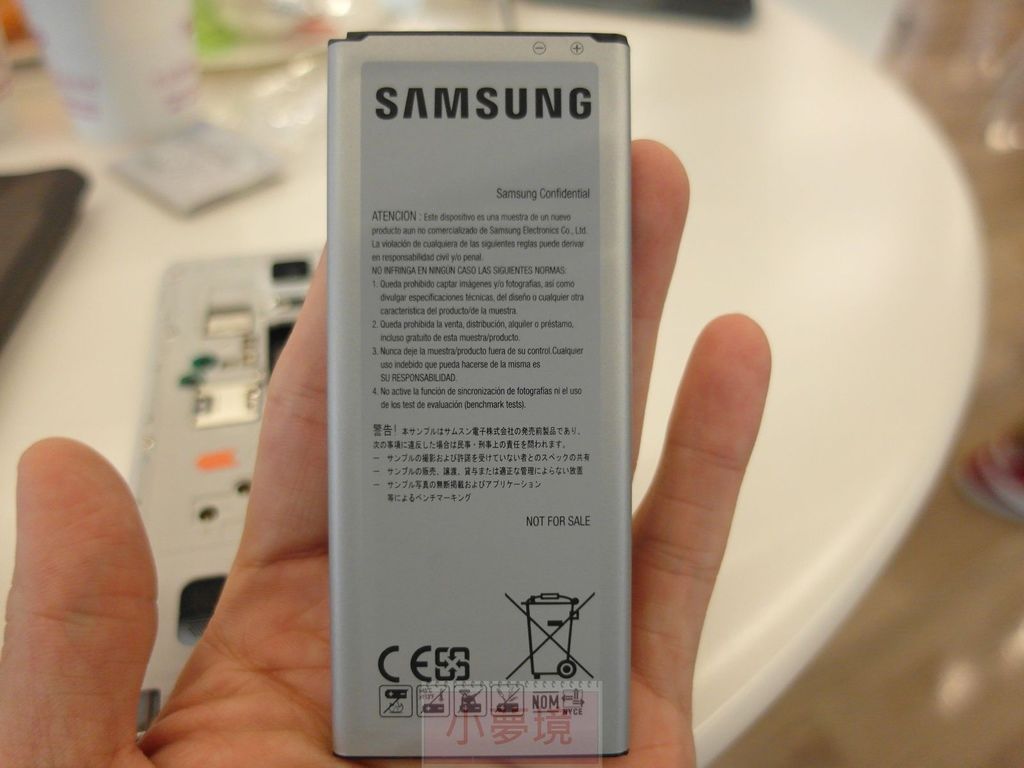 SAMSUNG
Samsung Confidential
ATENCION : Este dispositivo es una muestra de un nuevo
producto aun no comercializado de Samsung Electronics Co., Ltd.
La violación de cualquiera de las siguientes reglas puede derivar
en responsabilidad civil y/o penal.
NO INFRINGA EN NINGÚN CASO LAS SIGUIENTES NORMAS:
1. Queda prohibido captar imágenes y/o fotografías, así como
divulgar especificaciones técnicas, del diseño o cualquier otra
característica del producto/de la muestra.
2. Queda prohibida la venta, distribución, alquiler o préstamo,
incluso gratuito de esta muestra/producto.
3. Nunca deje la muestra/producto fuera de su control.Cualquier
uso indebido que pueda hacerse de la misma es
SU RESPONSABILIDAD.
4. No active la función de sincronización de fotografías ni el uso
de los test de evaluación (benchmark tests).
警告! 本サンプルはサムスン電子株式会社の発売前製品であり、
次の事項に違反した場合は民事・刑事上の責任を問われます。
ー サンプルの撮影および許諾を受けていない者とのスペックの共有
ー サンプルの販売、譲渡、貸与または適正な管理によらない放置
ー サンプル写真の無断掲載およびアプリケーション
等によるベンチマーキング
NOT FOR SALE
CE
NOM
NYCE
小夢境